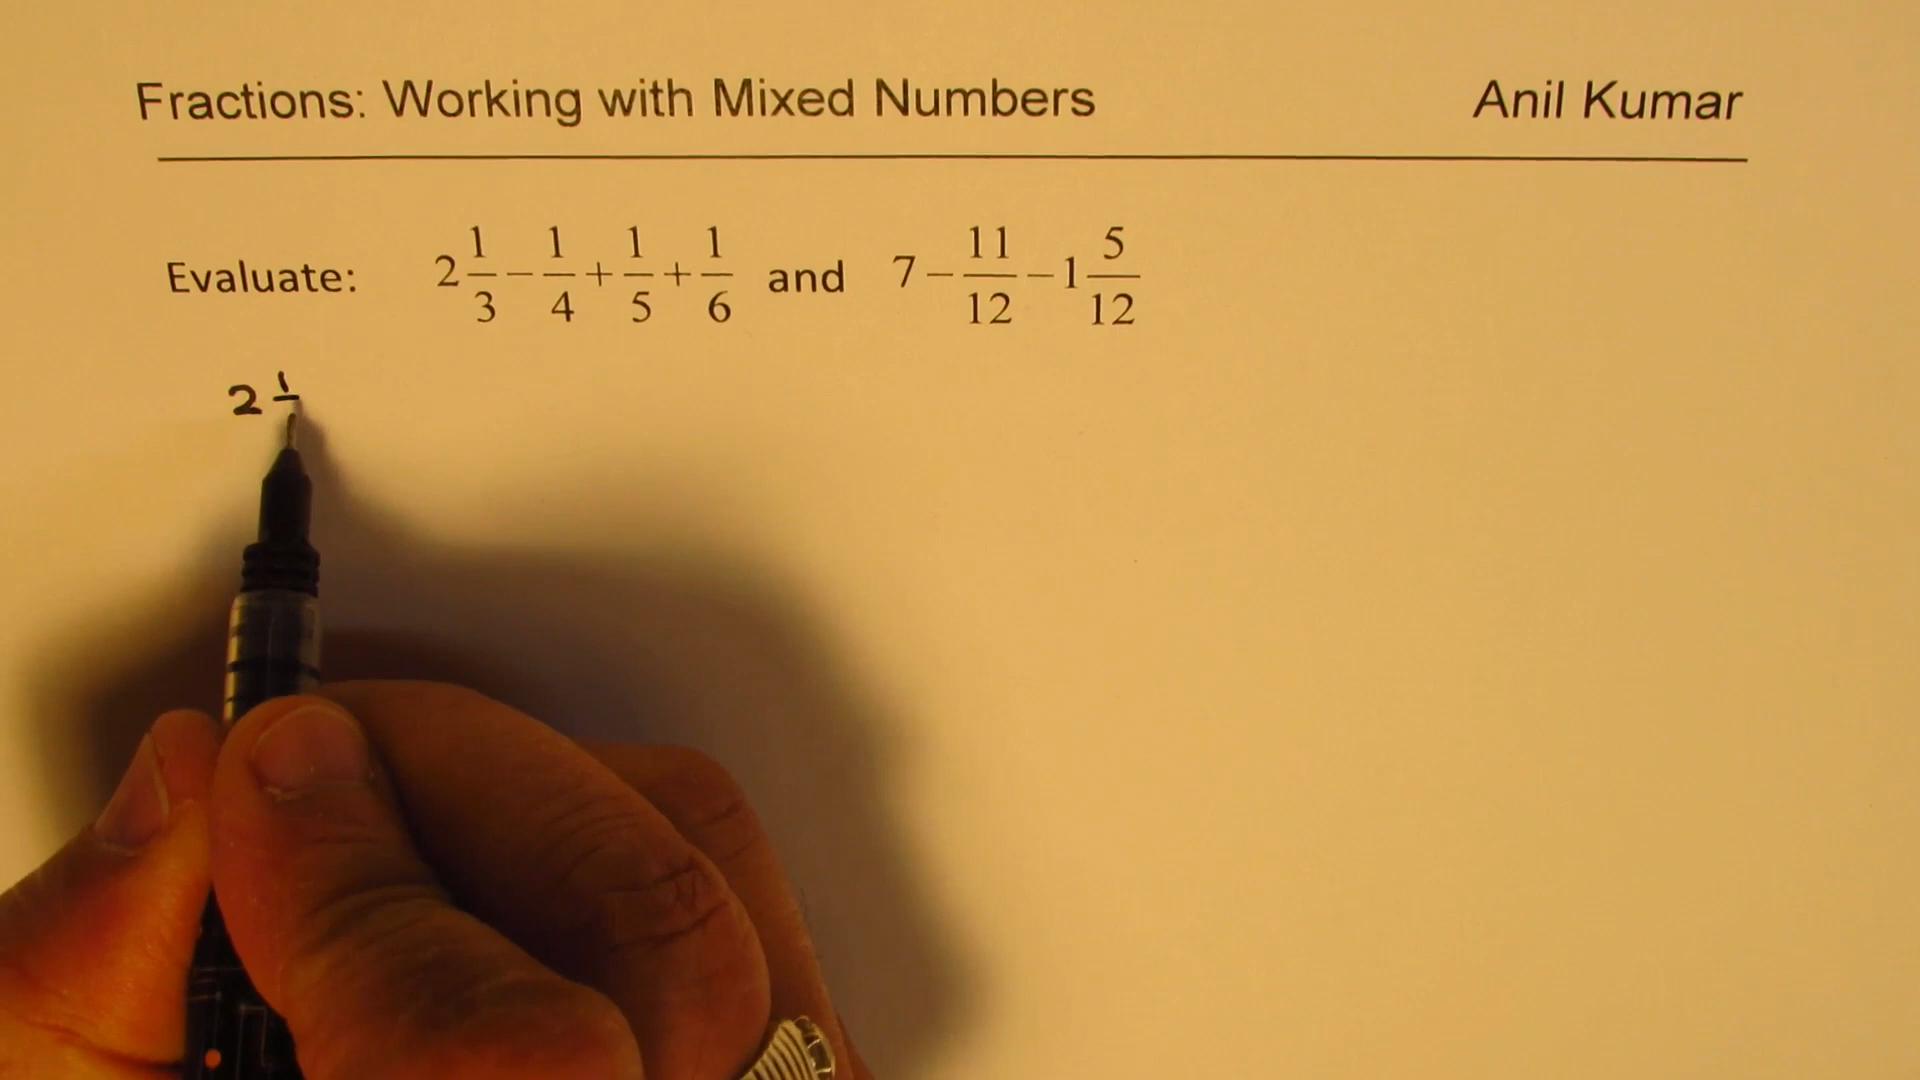 Fractions: Working with Mixed Numbers Anil Kumar
Evaluate: 2 1/3 − 1/4 + 1/5 + 1/6 and 7 − 11/12 − 1 5/12
2 1